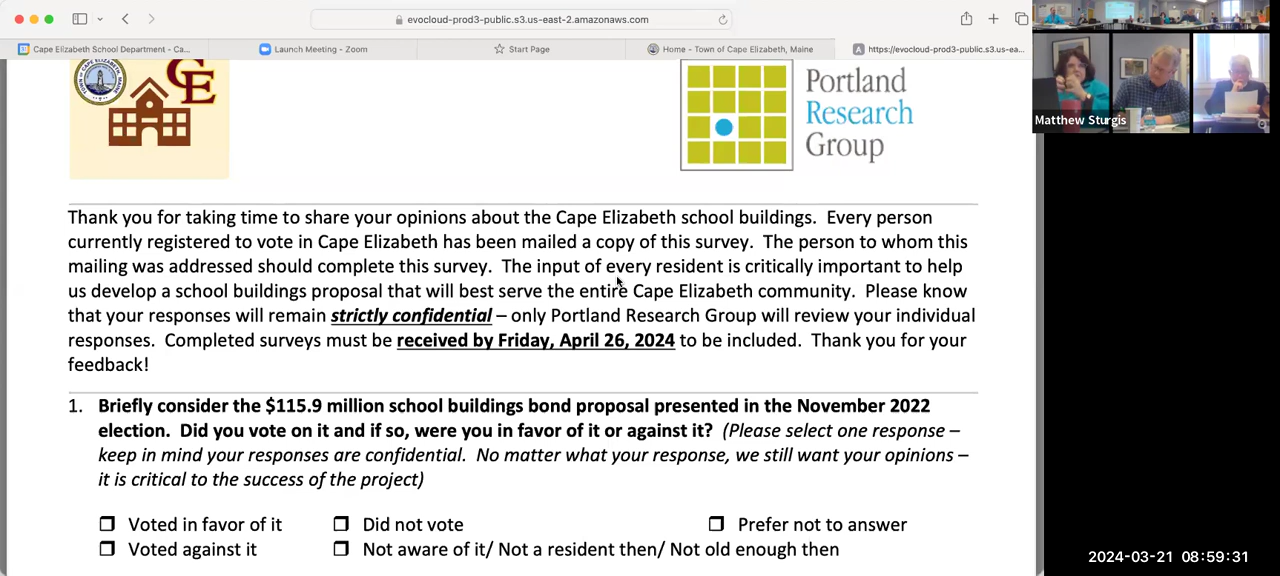 evocloud-prod3-public.s3.us-east-2.amazonaws.com
Cape Elizabeth School Department - Ca...
Launch Meeting - Zoom
Start Page
Home - Town of Cape Elizabeth, Maine
https://evocloud-prod3-public.s3.us-ea...
CE
Portland
Research
Group
Matthew Sturgis
Thank you for taking time to share your opinions about the Cape Elizabeth school buildings. Every person
currently registered to vote in Cape Elizabeth has been mailed a copy of this survey. The person to whom this
mailing was addressed should complete this survey. The input of every resident is critically important to help
us develop a school buildings proposal that will best serve the entire Cape Elizabeth community. Please know
that your responses will remain strictly confidential – only Portland Research Group will review your individual
responses. Completed surveys must be received by Friday, April 26, 2024 to be included. Thank you for your
feedback!
1. Briefly consider the $115.9 million school buildings bond proposal presented in the November 2022
election. Did you vote on it and if so, were you in favor of it or against it? (Please select one response –
keep in mind your responses are confidential. No matter what your response, we still want your opinions –
it is critical to the success of the project)
Voted in favor of it Did not vote Prefer not to answer
Voted against it Not aware of it/ Not a resident then/ Not old enough then
2024-03-21 08:59:31